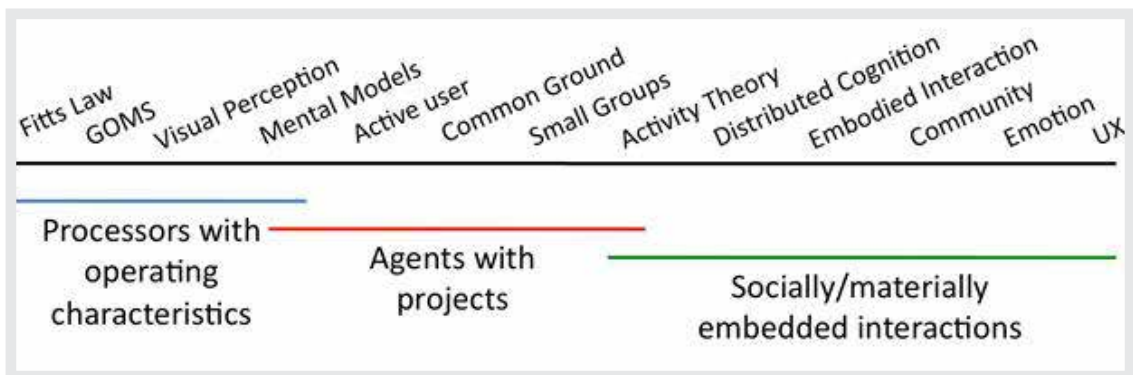 Fitts Law
GOMS
Visual Perception
Mental Models
Active user
Common Ground
Small Groups
Activity Theory
Distributed Cognition
Embodied Interaction
Community
Emotion
UX
Processors with
operating
characteristics
Agents with
projects
Socially/materially
embedded interactions